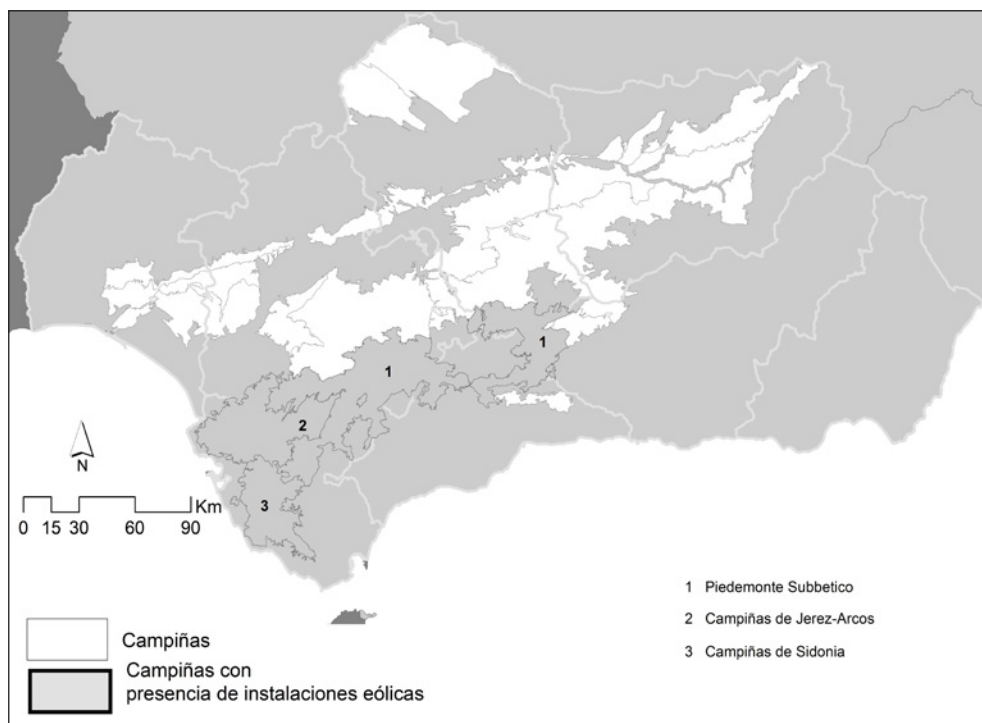 1
1
2
3
N
Km
0 15 30 60 90
1 Piedemonte Subbetico
2 Campiñas de Jerez-Arcos
3 Campiñas de Sidonia
Campiñas
Campiñas con
presencia de instalaciones eólicas